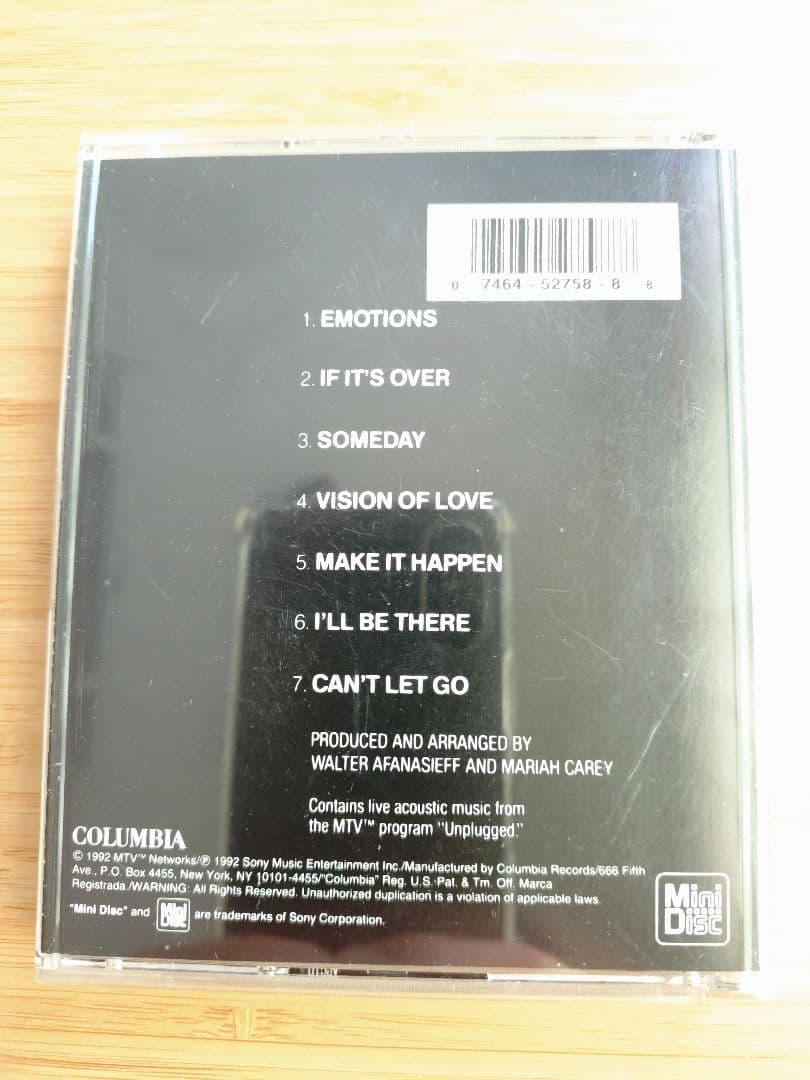 0 7464-52758-8 8
1. EMOTIONS
2. IF IT'S OVER
3. SOMEDAY
4. VISION OF LOVE
5. MAKE IT HAPPEN
6. I'LL BE THERE
7. CAN'T LET GO
PRODUCED AND ARRANGED BY
WALTER AFANASIEFF AND MARIAH CAREY
Contains live acoustic music from
the MTV™ program "Unplugged."
COLUMBIA
© 1992 MTV™ Networks/℗ 1992 Sony Music Entertainment Inc./Manufactured by Columbia Records/666 Fifth
Ave., P.O. Box 4455, New York, NY 10101-4455/"Columbia" Reg. U.S. Pat. & Tm. Off. Marca
Registrada./WARNING: All Rights Reserved. Unauthorized duplication is a violation of applicable laws.
"Mini Disc" and Mini Disc are trademarks of Sony Corporation.
Mini
Disc